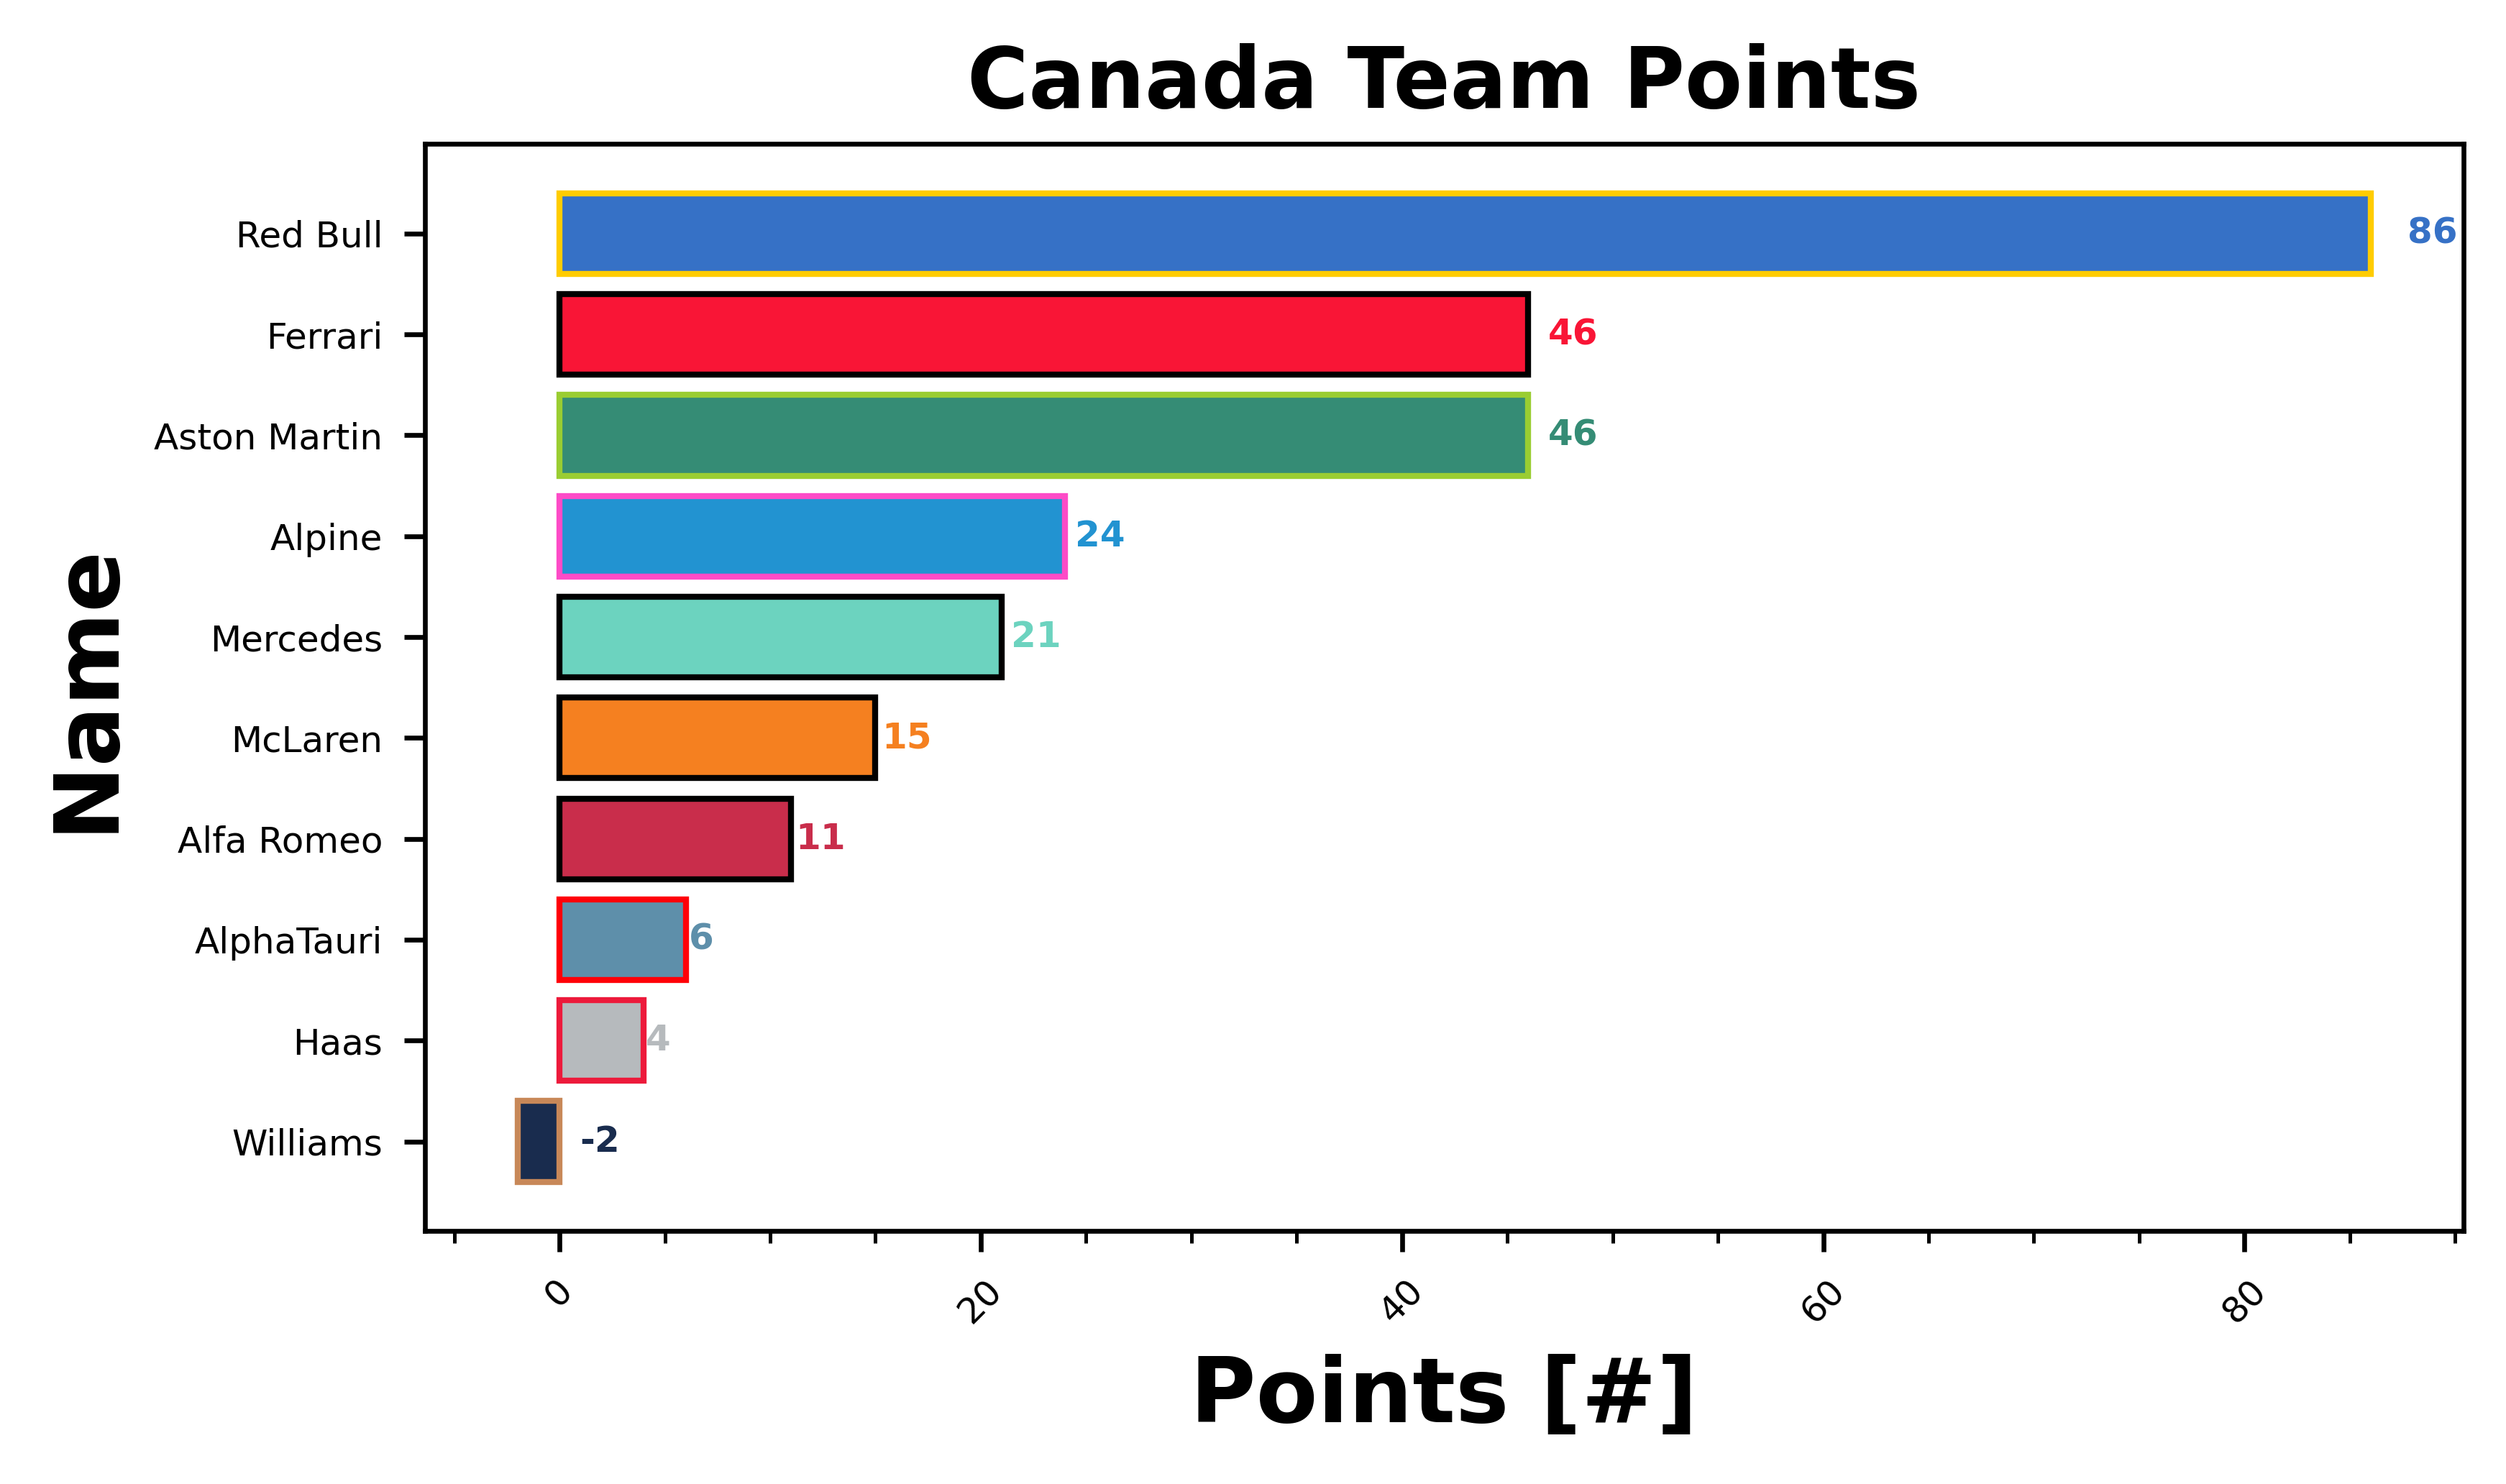 Canada Team Points
Name
Red Bull 86
Ferrari 46
Aston Martin 46
Alpine 24
Mercedes 21
McLaren 15
Alfa Romeo 11
AlphaTauri 6
Haas 4
Williams -2
0 20 40 60 80
Points [#]